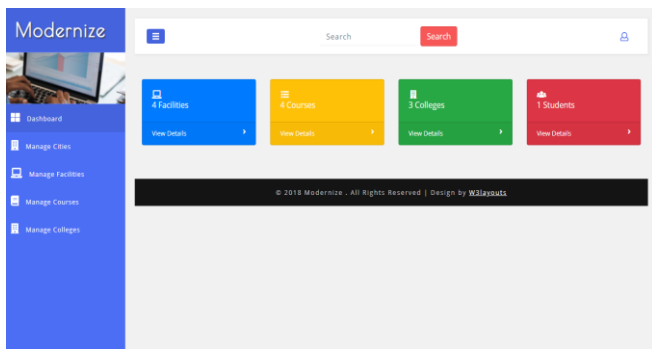 Modernize
Search Search
4 Facilities
4 Courses
3 Colleges
1 Students
View Details
View Details
View Details
View Details
Dashboard
Manage Cities
Manage Facilities
Manage Courses
Manage Colleges
© 2018 Modernize . All Rights Reserved | Design by W3layouts